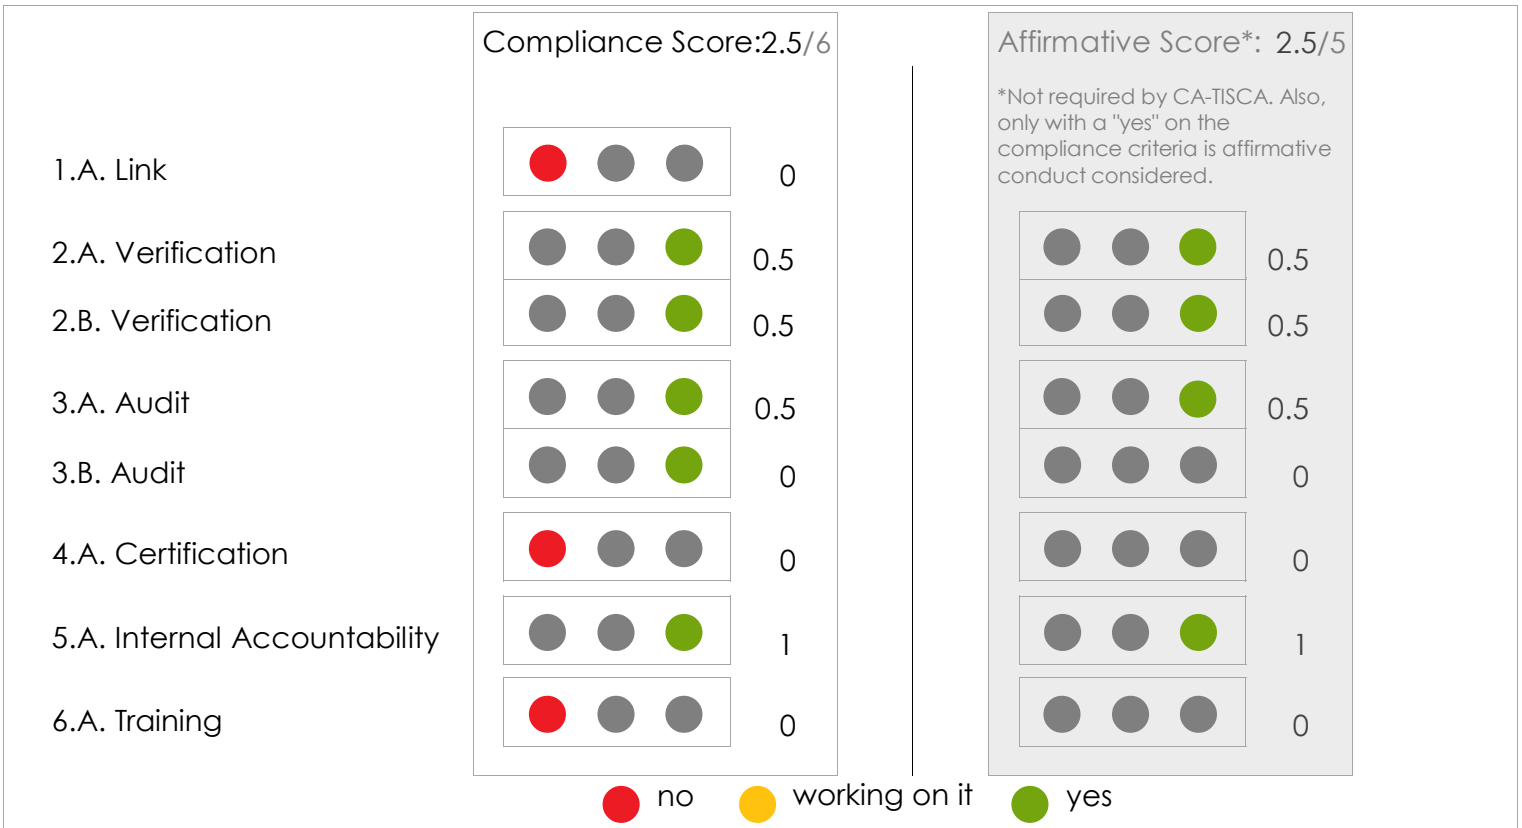 Compliance Score:2.5/6
Affirmative Score*: 2.5/5
*Not required by CA-TISCA. Also,
only with a "yes" on the
compliance criteria is affirmative
conduct considered.
1.A. Link 0
2.A. Verification 0.5 0.5
2.B. Verification 0.5 0.5
3.A. Audit 0.5 0.5
3.B. Audit 0 0
4.A. Certification 0 0
5.A. Internal Accountability 1 1
6.A. Training 0 0
no working on it yes